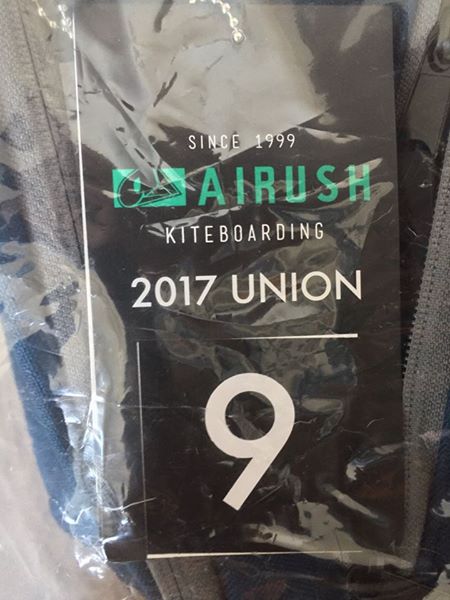 SINCE 1999
AIRUSH
KITEBOARDING
2017 UNION
9